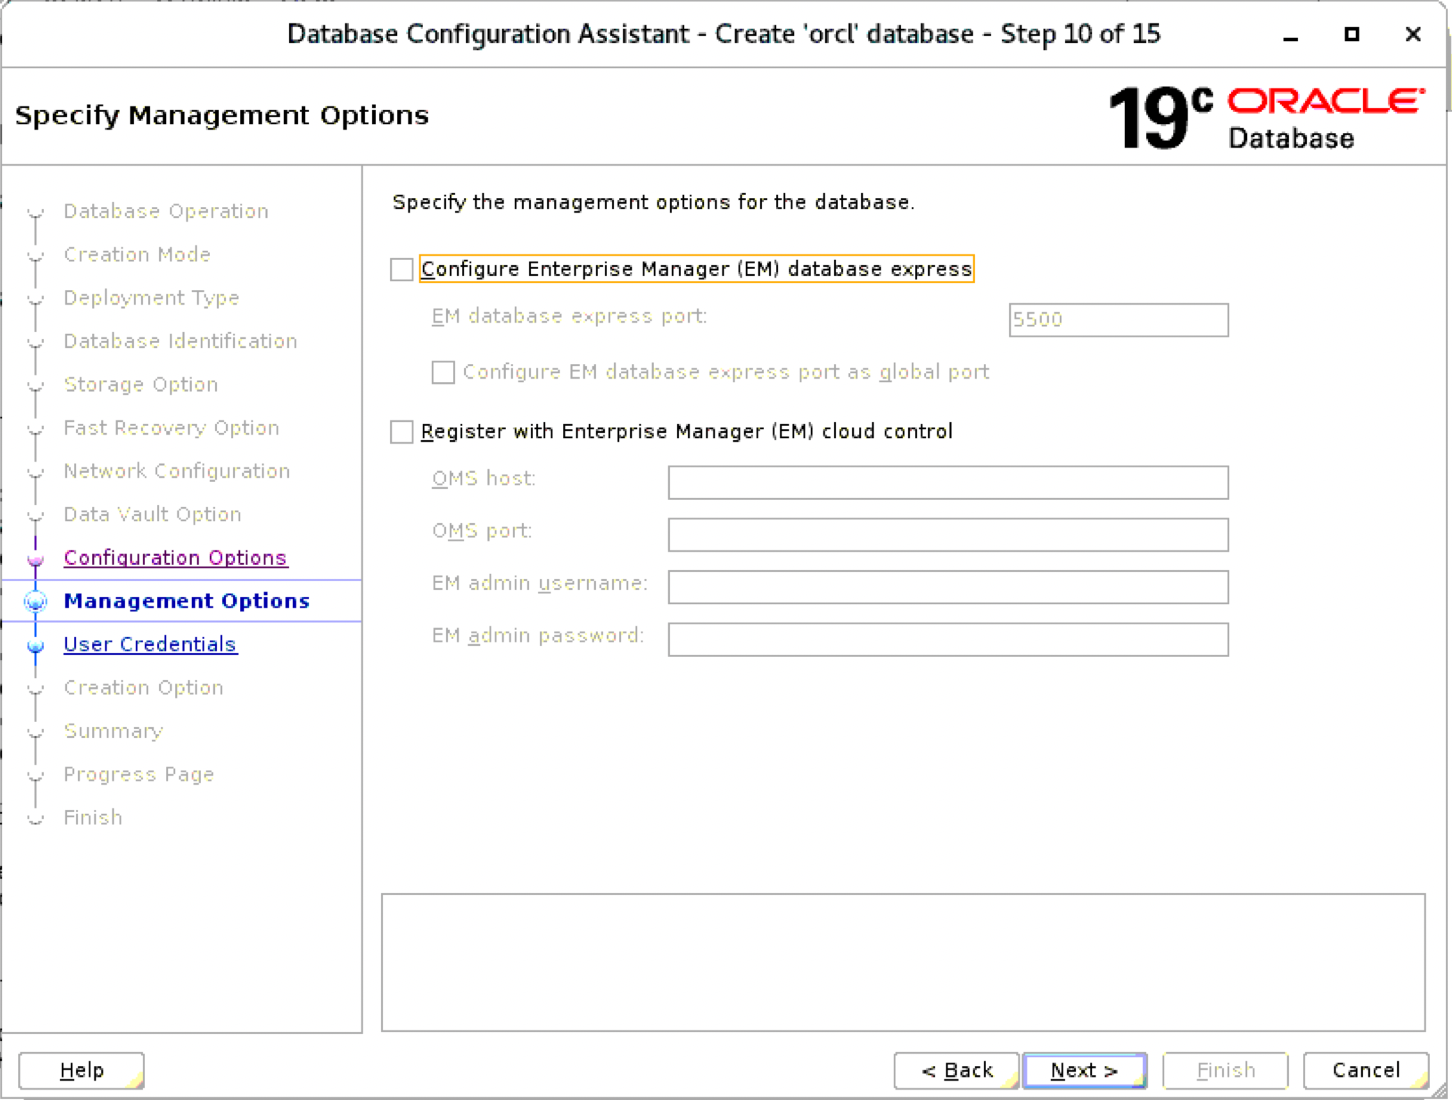 Database Configuration Assistant - Create 'orcl' database - Step 10 of 15
Specify Management Options
19c ORACLE
Database
Database Operation
Creation Mode
Deployment Type
Database Identification
Storage Option
Fast Recovery Option
Network Configuration
Data Vault Option
Configuration Options
Management Options
User Credentials
Creation Option
Summary
Progress Page
Finish
Specify the management options for the database.
Configure Enterprise Manager (EM) database express
EM database express port: 5500
Configure EM database express port as global port
Register with Enterprise Manager (EM) cloud control
OMS host:
OMS port:
EM admin username:
EM admin password:
Help
< Back
Next >
Finish
Cancel